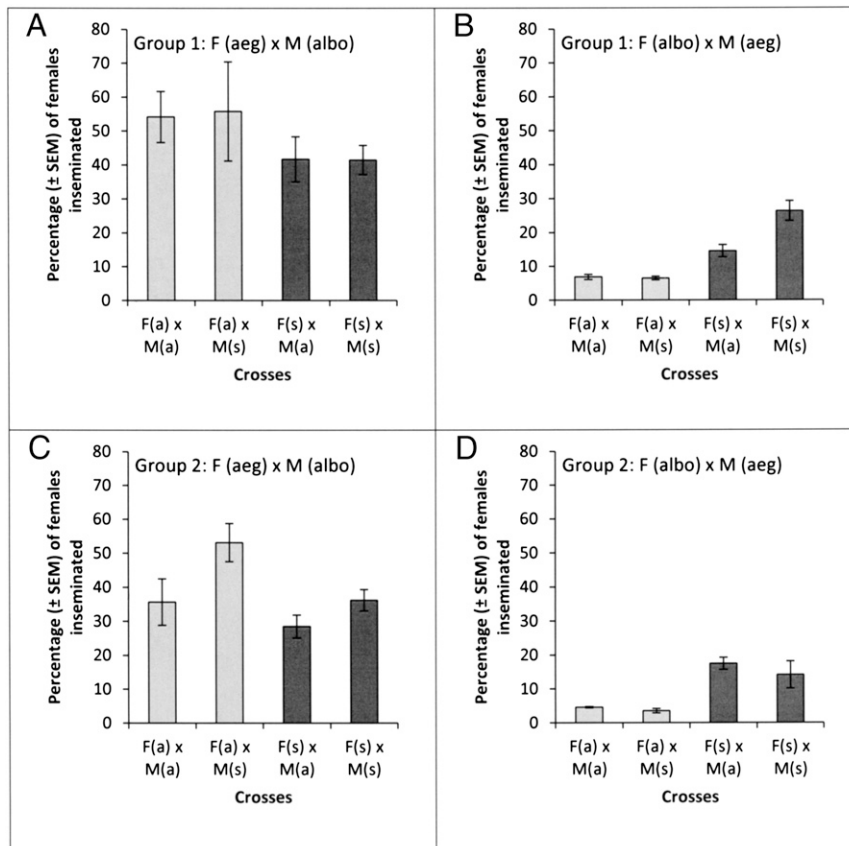 A
Group 1: F (aeg) x M (albo)
Percentage (± SEM) of females
inseminated
80
70
60
50
40
30
20
10
0
F(a) x F(a) x F(s) x F(s) x
M(a) M(s) M(a) M(s)
Crosses
B
Group 1: F (albo) x M (aeg)
Percentage (± SEM) of females
inseminated
80
70
60
50
40
30
20
10
0
F(a) x F(a) x F(s) x F(s) x
M(a) M(s) M(a) M(s)
Crosses
C
Group 2: F (aeg) x M (albo)
Percentage (± SEM) of females
inseminated
80
70
60
50
40
30
20
10
0
F(a) x F(a) x F(s) x F(s) x
M(a) M(s) M(a) M(s)
Crosses
D
Group 2: F (albo) x M (aeg)
Percentage (± SEM) of females
inseminated
80
70
60
50
40
30
20
10
0
F(a) x F(a) x F(s) x F(s) x
M(a) M(s) M(a) M(s)
Crosses